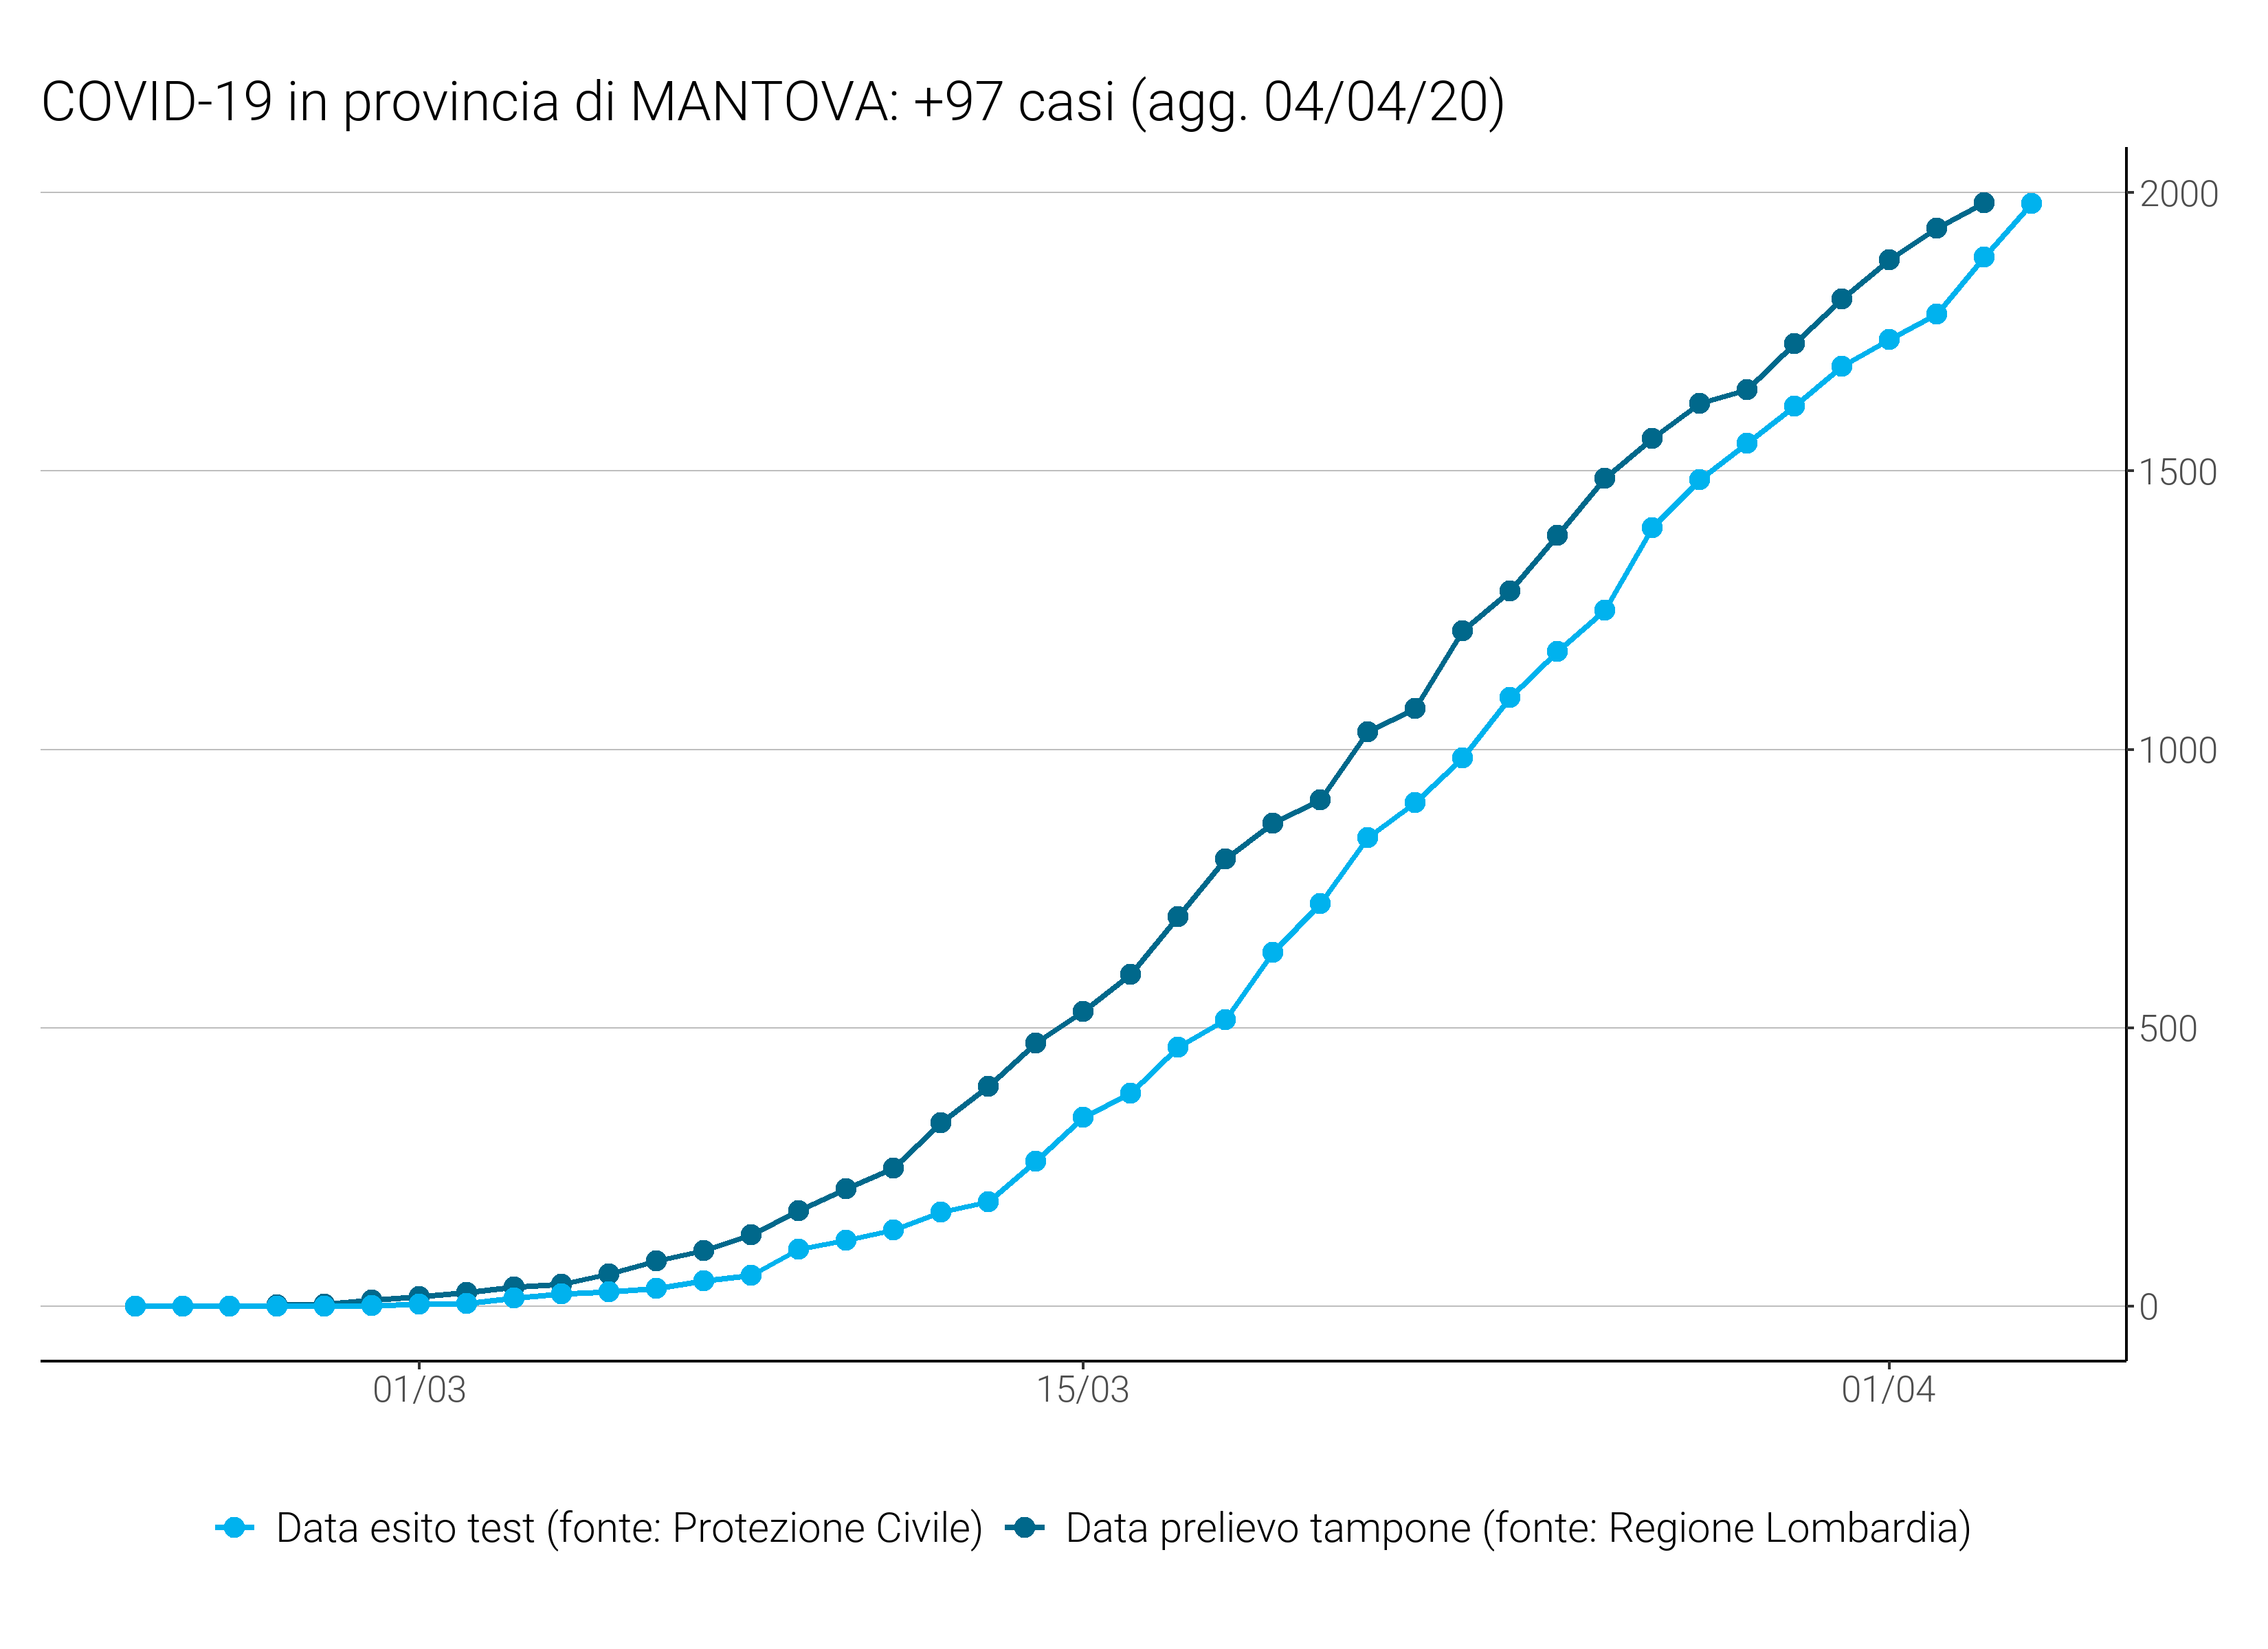 COVID-19 in provincia di MANTOVA: +97 casi (agg. 04/04/20)
2000
1500
1000
500
0
01/03 15/03 01/04
Data esito test (fonte: Protezione Civile) Data prelievo tampone (fonte: Regione Lombardia)